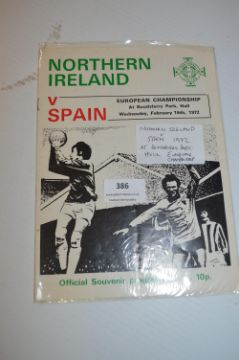 NORTHERN
IRELAND
V
SPAIN
EUROPEAN CHAMPIONSHIP
At Boothferry Park, Hull
Wednesday, February 16th, 1972
NORTHERN IRELAND
V
SPAIN 1972
AT BOOTHFERRY PARK
HULL EUROPEAN
CHAMPIONSHIP
386
Official Souvenir
10p.